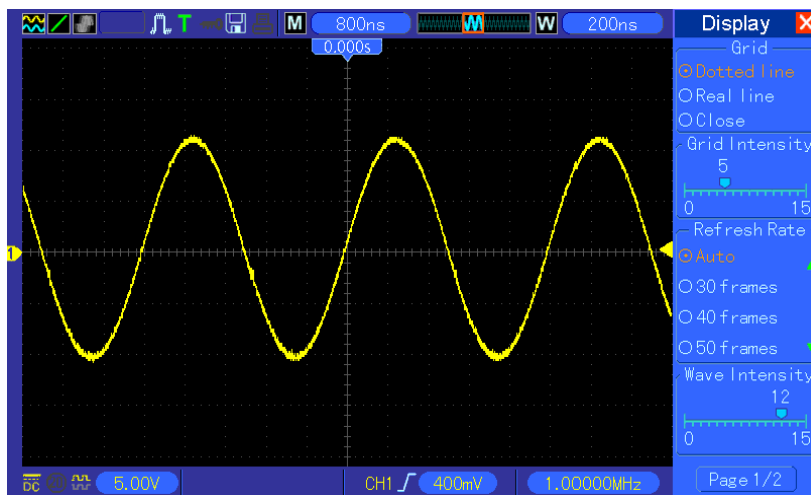 T M 800ns W 200ns Display X
0.000s
Grid
Dotted line
Real line
Close
Grid Intensity
5
0 15
Refresh Rate
Auto
30 frames
40 frames
50 frames
1
Wave Intensity
12
0 15
DC 5.00V CH1 400mV 1.00000MHz Page 1/2